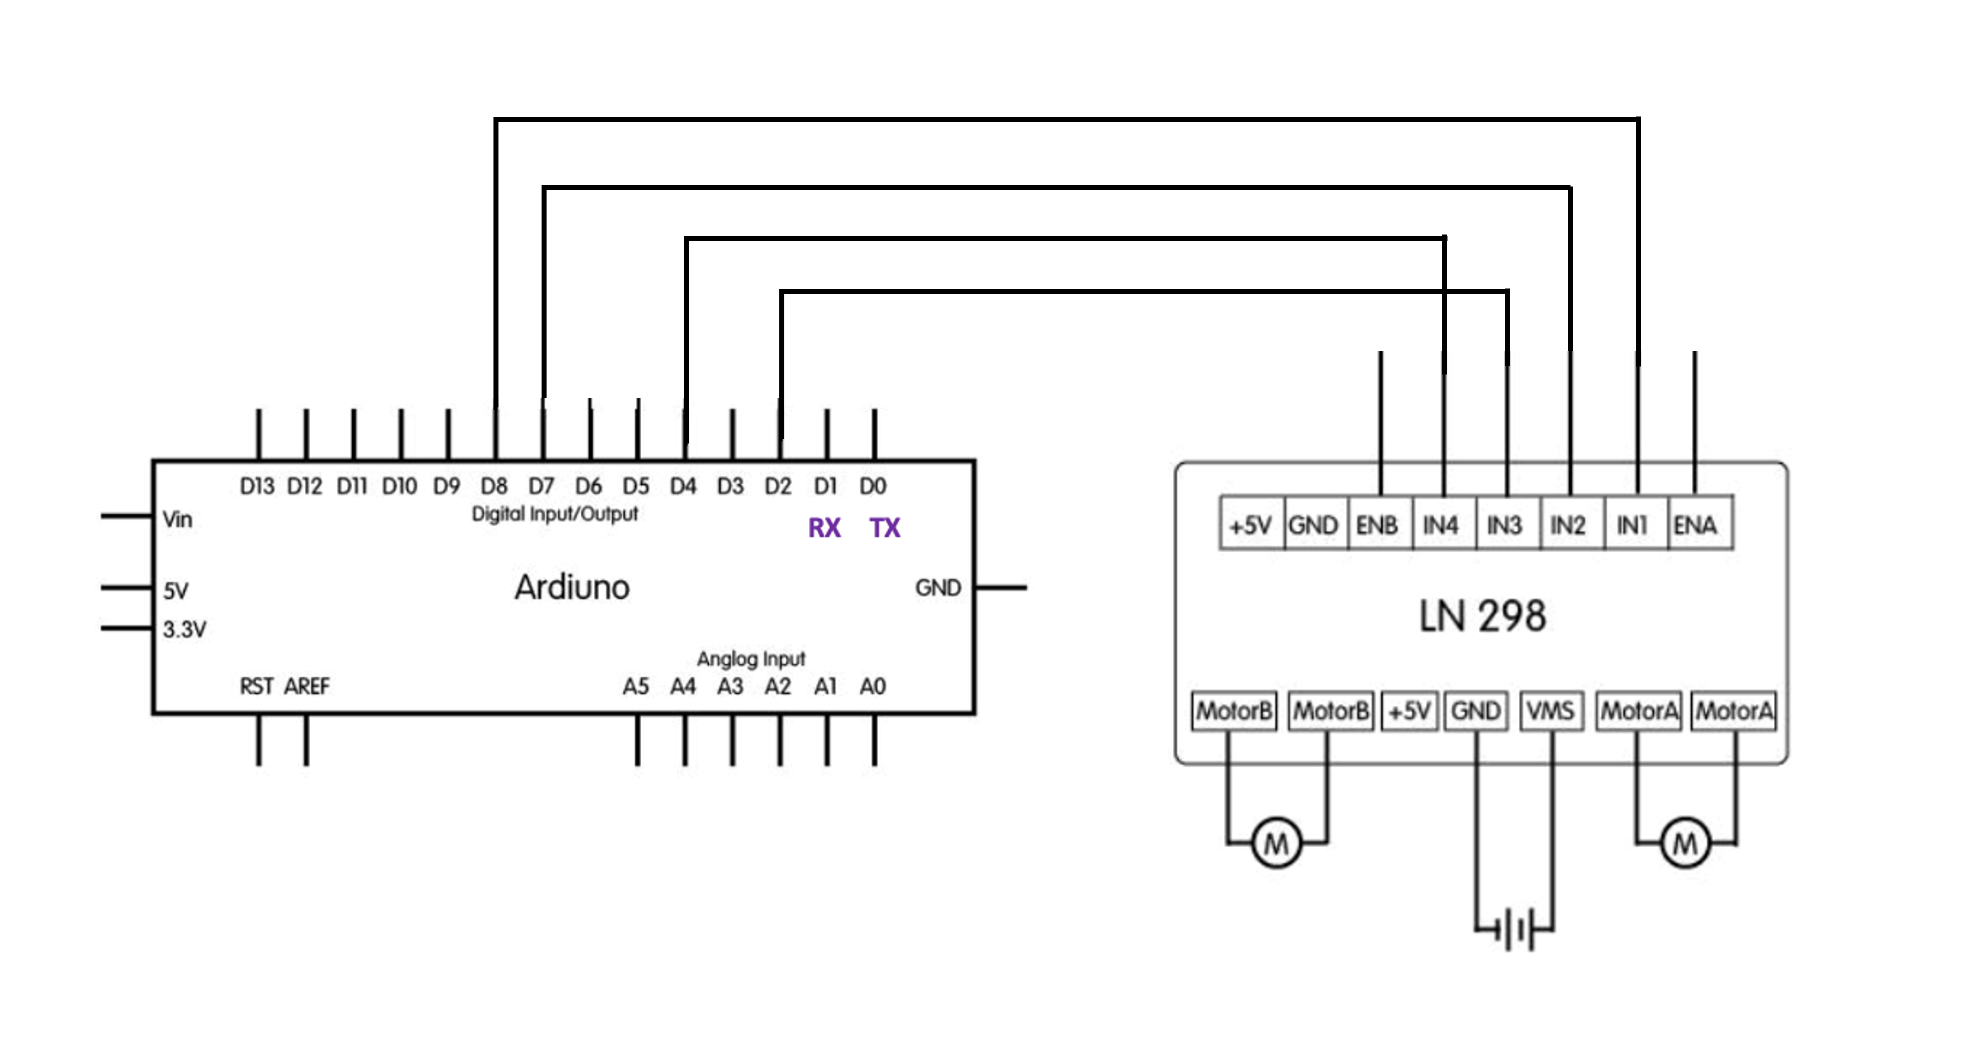 D13 D12 D11 D10 D9 D8 D7 D6 D5 D4 D3 D2 D1 D0
Digital Input/Output
RX TX
Vin
5V
3.3V
Ardiuno
GND
Anglog Input
RST AREF A5 A4 A3 A2 A1 A0
+5V GND ENB IN4 IN3 IN2 IN1 ENA
LN 298
MotorB MotorB +5V GND VMS MotorA MotorA
M M